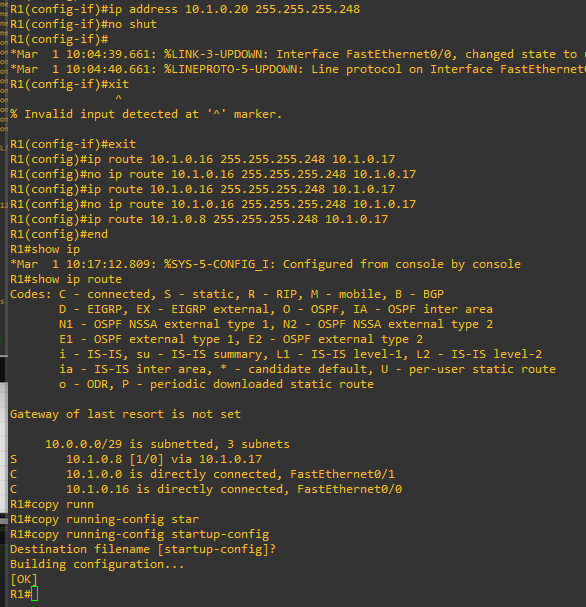 R1(config-if)#ip address 10.1.0.20 255.255.255.248
R1(config-if)#no shut
R1(config-if)#
*Mar  1 10:04:39.661: %LINK-3-UPDOWN: Interface FastEthernet0/0, changed state to
*Mar  1 10:04:40.661: %LINEPROTO-5-UPDOWN: Line protocol on Interface FastEthernet0
R1(config-if)#xit
                ^
% Invalid input detected at '^' marker.
R1(config-if)#exit
R1(config)#ip route 10.1.0.16 255.255.255.248 10.1.0.17
R1(config)#no ip route 10.1.0.16 255.255.255.248 10.1.0.17
R1(config)#ip route 10.1.0.16 255.255.255.248 10.1.0.17
R1(config)#no ip route 10.1.0.16 255.255.255.248 10.1.0.17
R1(config)#ip route 10.1.0.8 255.255.255.248 10.1.0.17
R1(config)#end
R1#show ip
*Mar  1 10:17:12.809: %SYS-5-CONFIG_I: Configured from console by console
R1#show ip route
Codes: C - connected, S - static, R - RIP, M - mobile, B - BGP
       D - EIGRP, EX - EIGRP external, O - OSPF, IA - OSPF inter area
       N1 - OSPF NSSA external type 1, N2 - OSPF NSSA external type 2
       E1 - OSPF external type 1, E2 - OSPF external type 2
       i - IS-IS, su - IS-IS summary, L1 - IS-IS level-1, L2 - IS-IS level-2
       ia - IS-IS inter area, * - candidate default, U - per-user static route
       o - ODR, P - periodic downloaded static route
Gateway of last resort is not set
     10.0.0.0/29 is subnetted, 3 subnets
S       10.1.0.8 [1/0] via 10.1.0.17
C       10.1.0.0 is directly connected, FastEthernet0/1
C       10.1.0.16 is directly connected, FastEthernet0/0
R1#copy runn
R1#copy running-config star
R1#copy running-config startup-config
Destination filename [startup-config]?
Building configuration...
[OK]
R1#